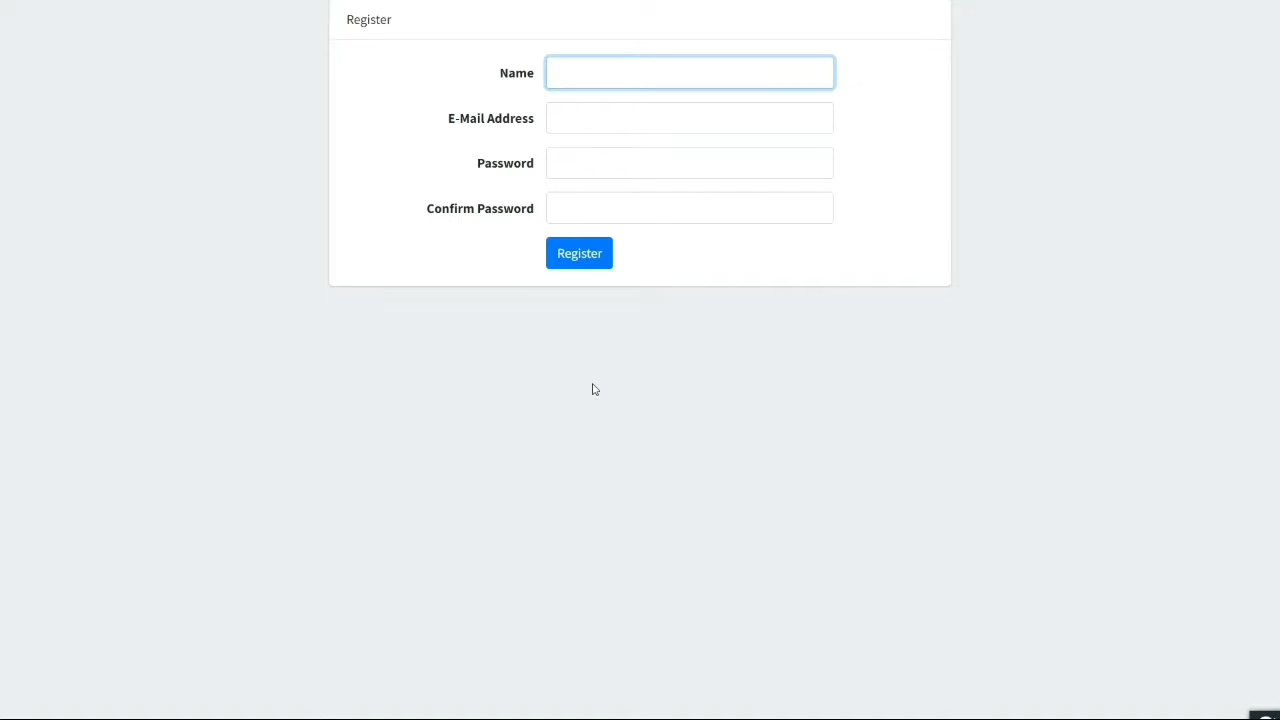 Register
Name
E-Mail Address
Password
Confirm Password
Register